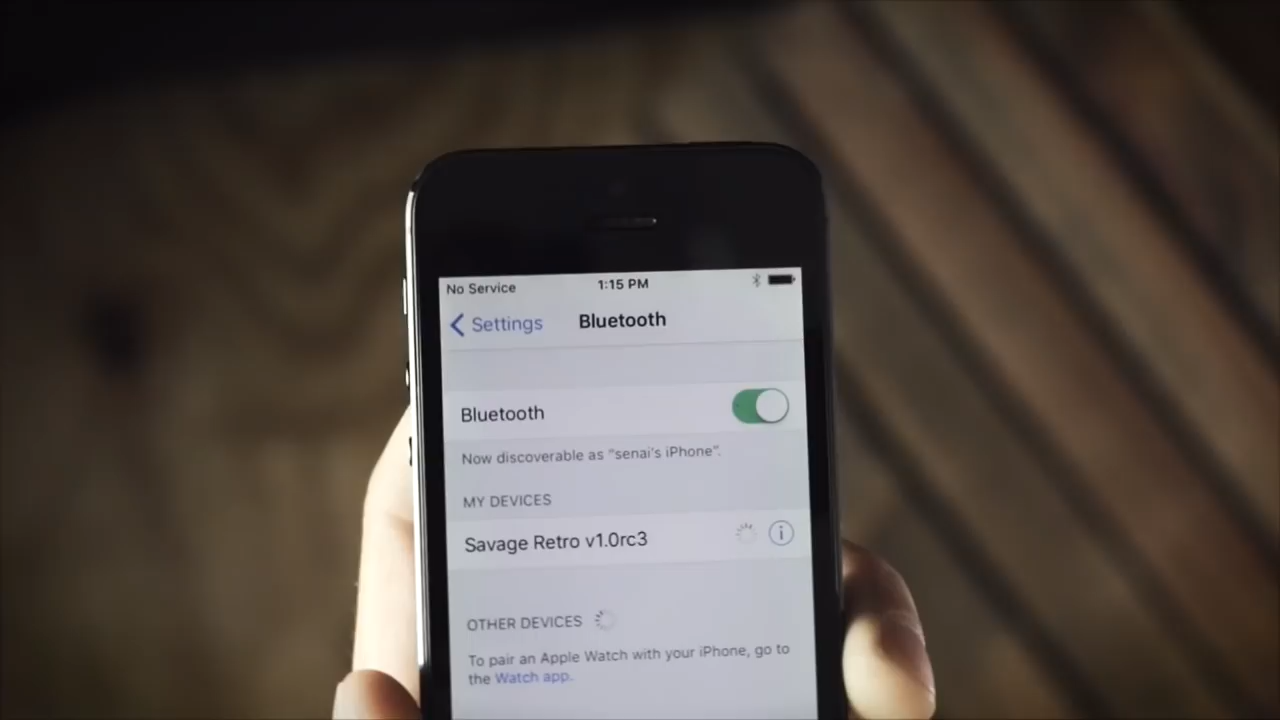 No Service 1:15 PM
Settings Bluetooth
Bluetooth
Now discoverable as "senai's iPhone".
MY DEVICES
Savage Retro v1.0rc3
OTHER DEVICES
To pair an Apple Watch with your iPhone, go to
the Watch app.